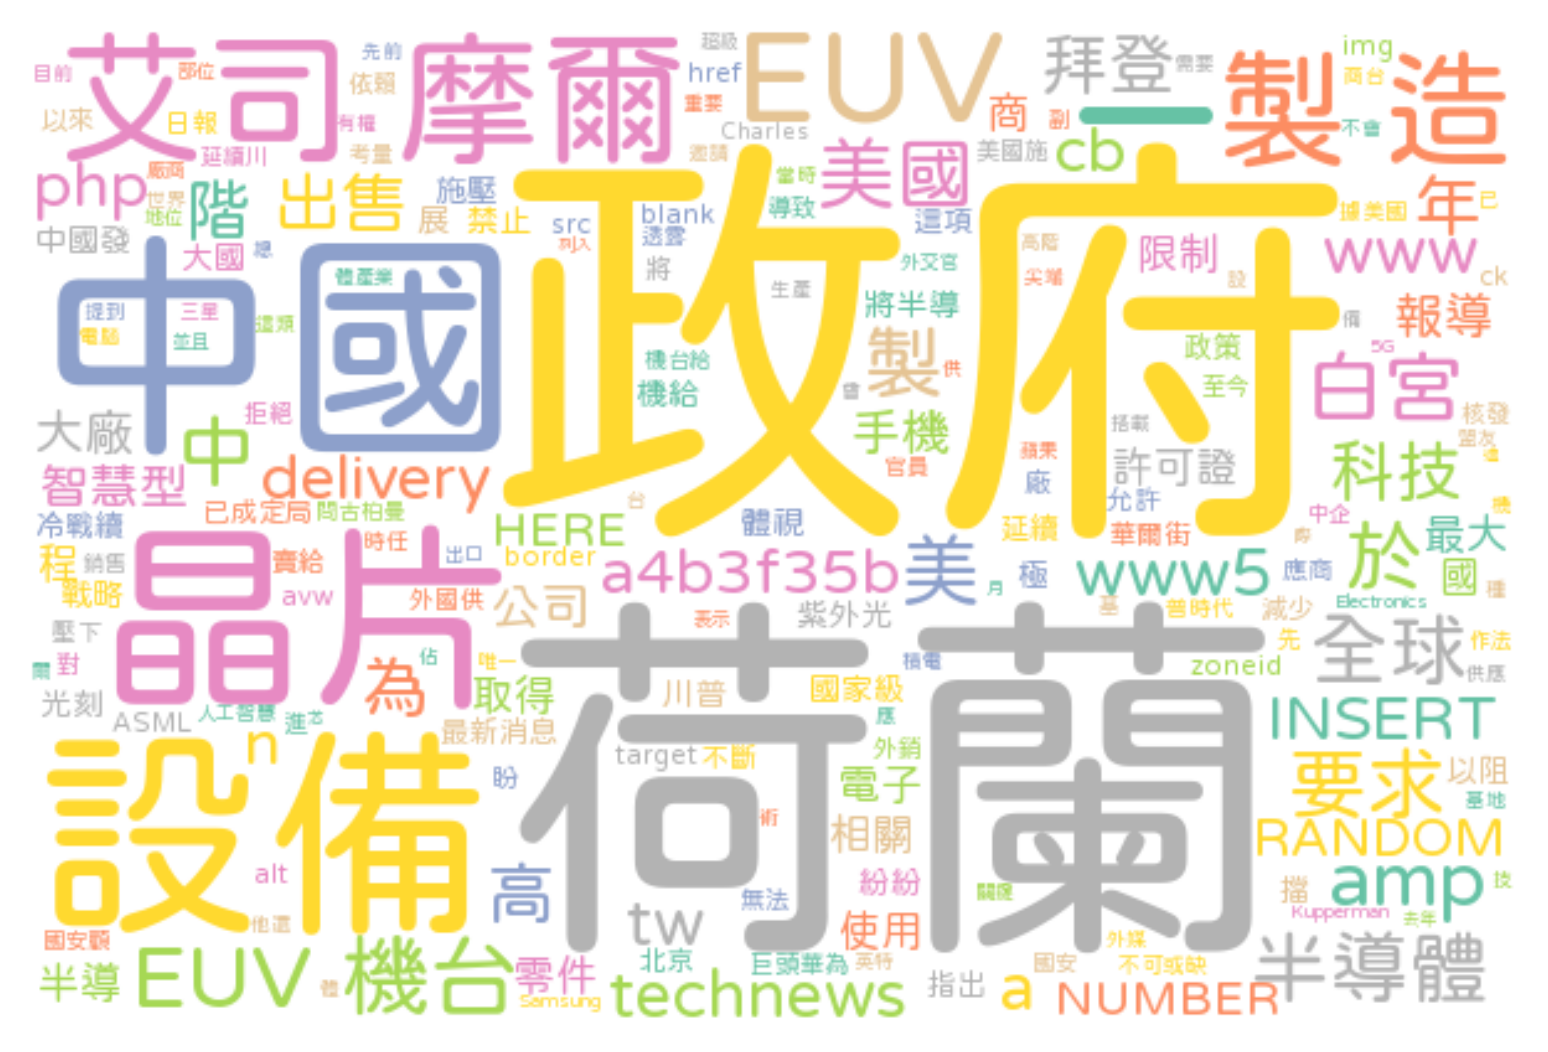 艾司摩爾 EUV 拜登 製造
目前 部位 先前 依賴 超級 href 需要 img 商台
以來 日報 有權 重要 商 副 一 不會
延續川 考量 邀請 Charles 美國 美國施 cb
php 廠商 世界 地位 階 出售 施壓 當時 導致 年 已
中國發 展 禁止 src blank 透露 這項 據美國
大國 總 列入 將 外交官 高階 限制 www ck
中國 政府 體產業 生產 尖端 設 報導
提到 三星 電腦 並且 這類 將半導 備 5G
機台給 機給 製 供 會 政策 至今 白宮
大廠 中 拒絕 手機 搭載 核發 盟友
智慧型 delivery 官員 蘋果 廠 許可證 科技
已成定局 問古柏曼 台 允許 中企 機
冷戰續 時任 HERE 體視 延續 華爾街 於 最大
程 銷售 賣給 出口 border a4b3f35b 美 極 www5 應商 國
戰略 晶片 avw 外國供 公司 月 Electronics 種
壓下 表示 紫外光 基 普時代 減少 全球 作法
爾 對 為 佔 唯一 荷蘭 積電 先 zoneid 供應
光刻 ASML 人工智慧 進 芯 取得 川普 國家級 應 INSERT
設備 n 最新消息 target 不斷 外銷 要求 以阻
盼 電子 基地
術 相關 RANDOM
alt 高 無法 紛紛 關鍵 擋 amp 技
他還 tw 使用 Kupperman 去年
國安顧 外媒 半導體
半導 EUV 體 機台 零件 北京 巨頭華為 英特 國安 不可或缺
Samsung technews 指出 a NUMBER